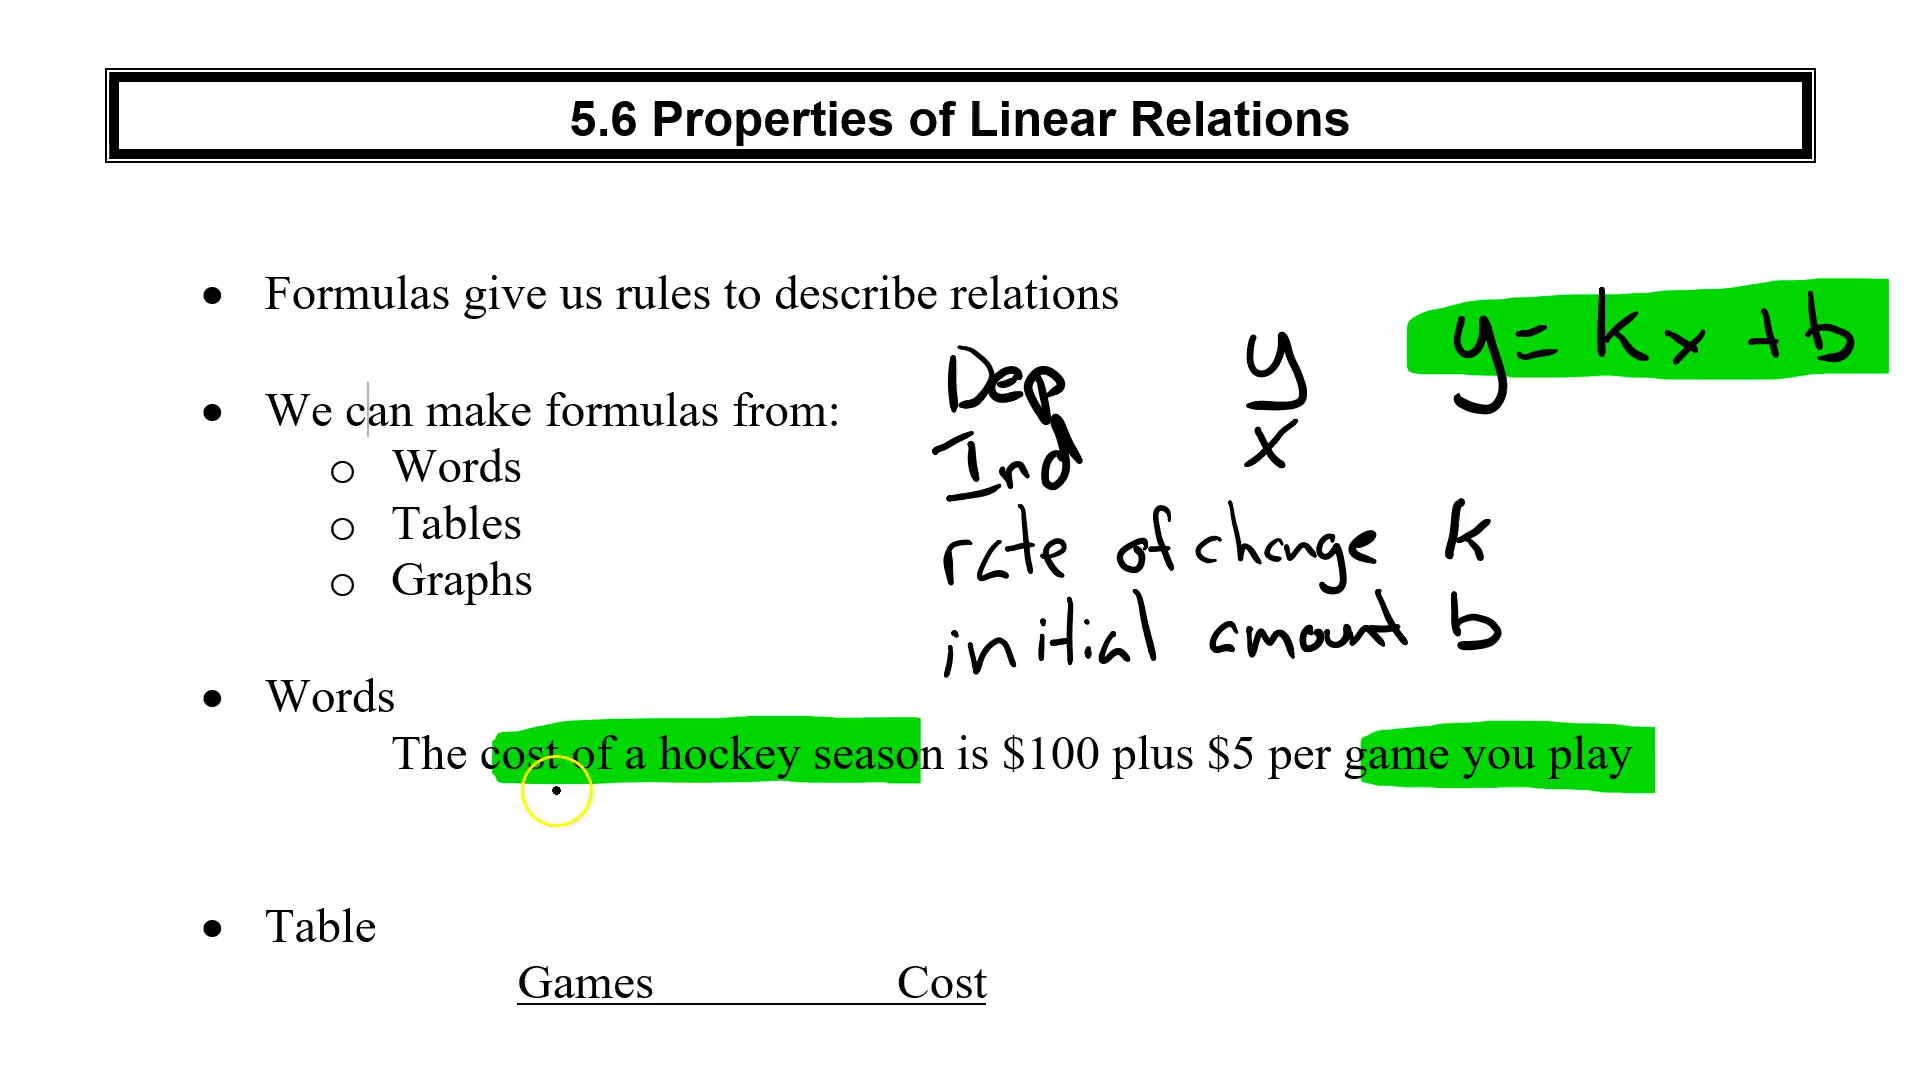 5.6 Properties of Linear Relations
• Formulas give us rules to describe relations
y = kx + b
Dep y
• We can make formulas from:
Ind x
o Words
o Tables
rate of change k
o Graphs
initial amount b
• Words
The cost of a hockey season is $100 plus $5 per game you play
• Table
Games Cost